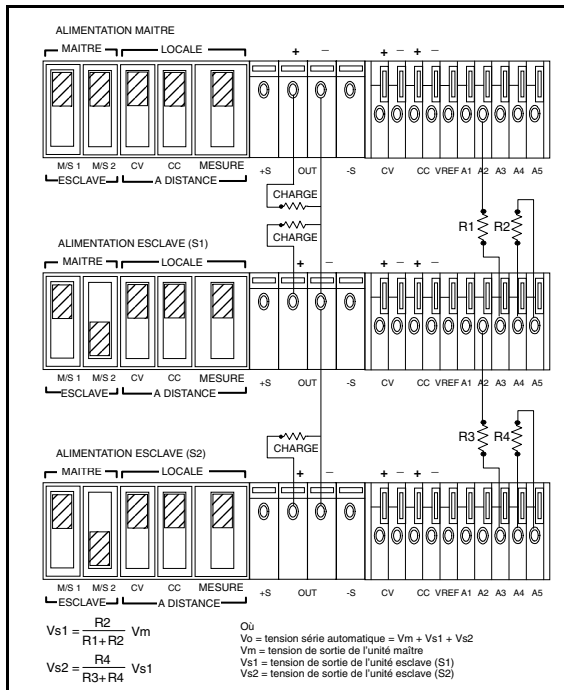 ALIMENTATION MAITRE
MAITRE LOCALE + – + – + –
M/S 1 M/S 2 CV CC MESURE +S OUT -S CV CC VREF A1 A2 A3 A4 A5
ESCLAVE A DISTANCE
CHARGE
R1 R2
CHARGE
ALIMENTATION ESCLAVE (S1)
MAITRE LOCALE + – + – + –
M/S 1 M/S 2 CV CC MESURE +S OUT -S CV CC VREF A1 A2 A3 A4 A5
ESCLAVE A DISTANCE
R3 R4
CHARGE
ALIMENTATION ESCLAVE (S2)
MAITRE LOCALE + – + – + –
M/S 1 M/S 2 CV CC MESURE +S OUT -S CV CC VREF A1 A2 A3 A4 A5
ESCLAVE A DISTANCE
Vs1 = R2 / R1+R2 Vm
Vs2 = R4 / R3+R4 Vs1
Où
Vo = tension série automatique = Vm + Vs1 + Vs2
Vm = tension de sortie de l'unité maître
Vs1 = tension de sortie de l'unité esclave (S1)
Vs2 = tension de sortie de l'unité esclave (S2)